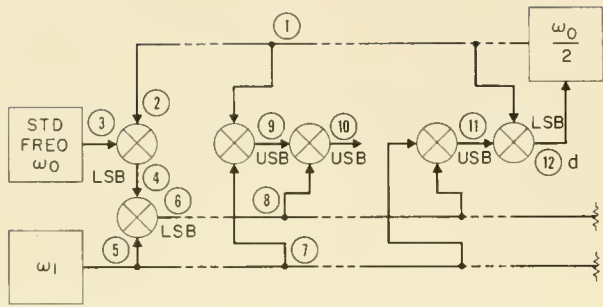 1
ω0
2
2
3
STD
FREQ
ω0
9
10
11
LSB
USB
USB
USB
12 d
LSB
4
6
8
LSB
5
7
ω1